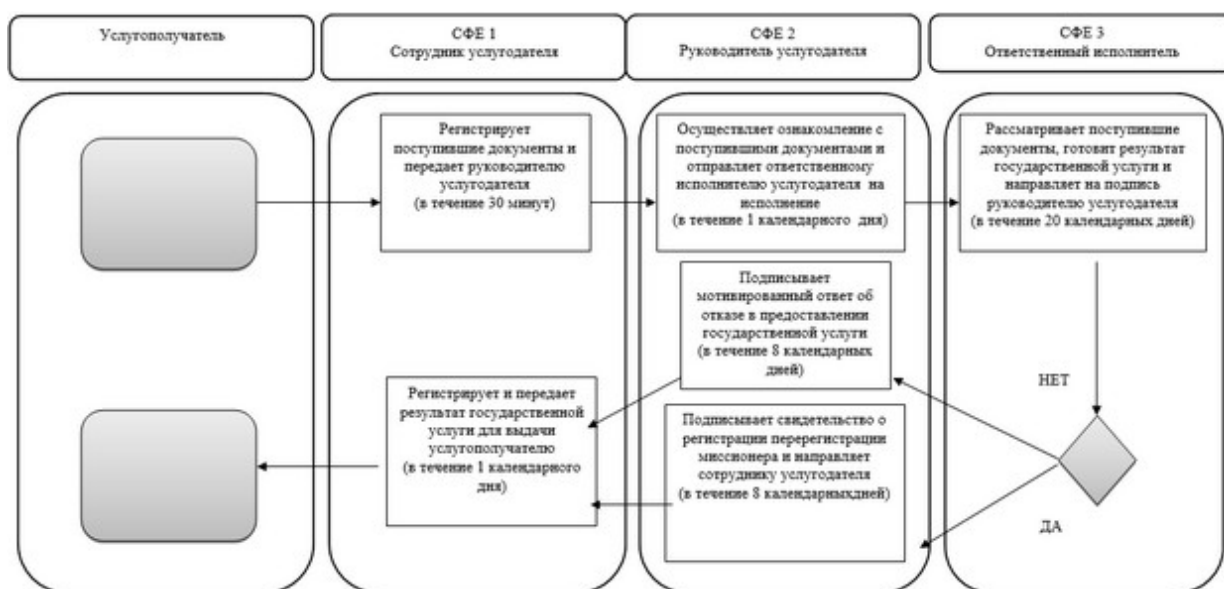 Услугополучатель
СФЕ 1
Сотрудник услугодателя
СФЕ 2
Руководитель услугодателя
СФЕ 3
Ответственный исполнитель
Регистрирует
поступившие документы и
передает руководителю
услугодателя
(в течение 30 минут)
Осуществляет ознакомление с
поступившими документами и
отправляет ответственному
исполнителю услугодателя на
исполнение
(в течение 1 календарного дня)
Рассматривает поступившие
документы, готовит результат
государственной услуги и
направляет на подпись
руководителю услугодателя
(в течение 20 календарных дней)
Подписывает
мотивированный ответ об
отказе в предоставлении
государственной услуги
(в течение 8 календарных
дней)
НЕТ
Регистрирует и передает
результат государственной
услуги для выдачи
услугополучателю
(в течение 1 календарного
дня)
Подписывает свидетельство о
регистрации перерегистрации
миссионера и направляет
сотруднику услугодателя
(в течение 8 календарныхдней)
ДА